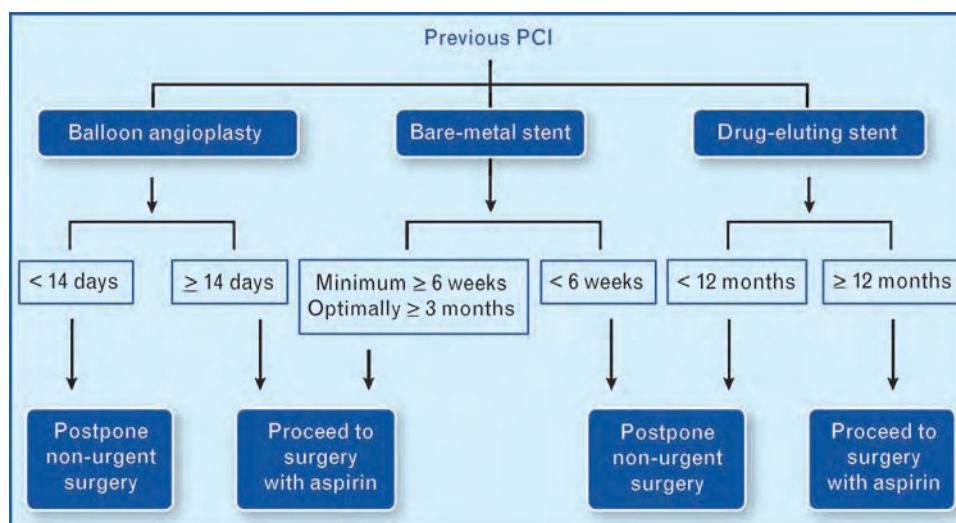 Previous PCI
Balloon angioplasty
Bare-metal stent
Drug-eluting stent
< 14 days
≥ 14 days
Minimum ≥ 6 weeks
Optimally ≥ 3 months
< 6 weeks
< 12 months
≥ 12 months
Postpone
non-urgent
surgery
Proceed to
surgery
with aspirin
Postpone
non-urgent
surgery
Proceed to
surgery
with aspirin